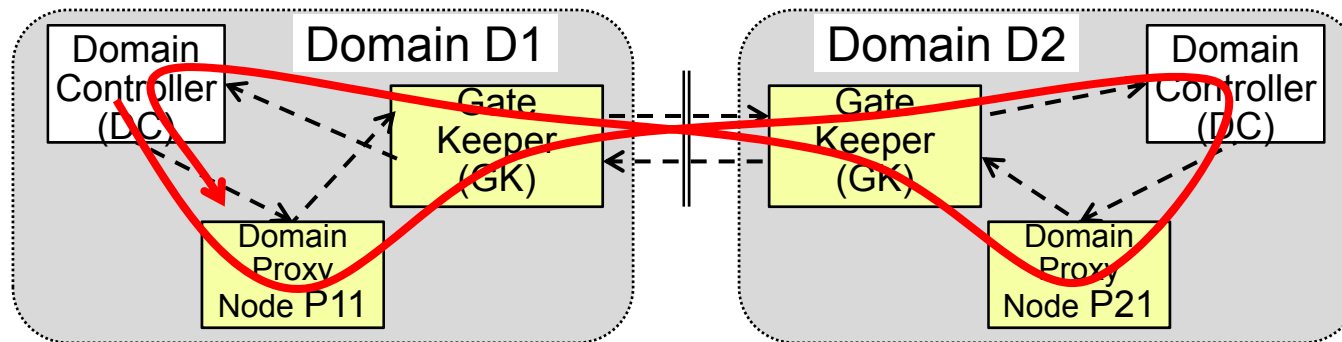 Domain D1
Domain
Controller
(DC)
Gate
Keeper
(GK)
Domain
Proxy
Node P11
Domain D2
Gate
Keeper
(GK)
Domain
Controller
(DC)
Domain
Proxy
Node P21